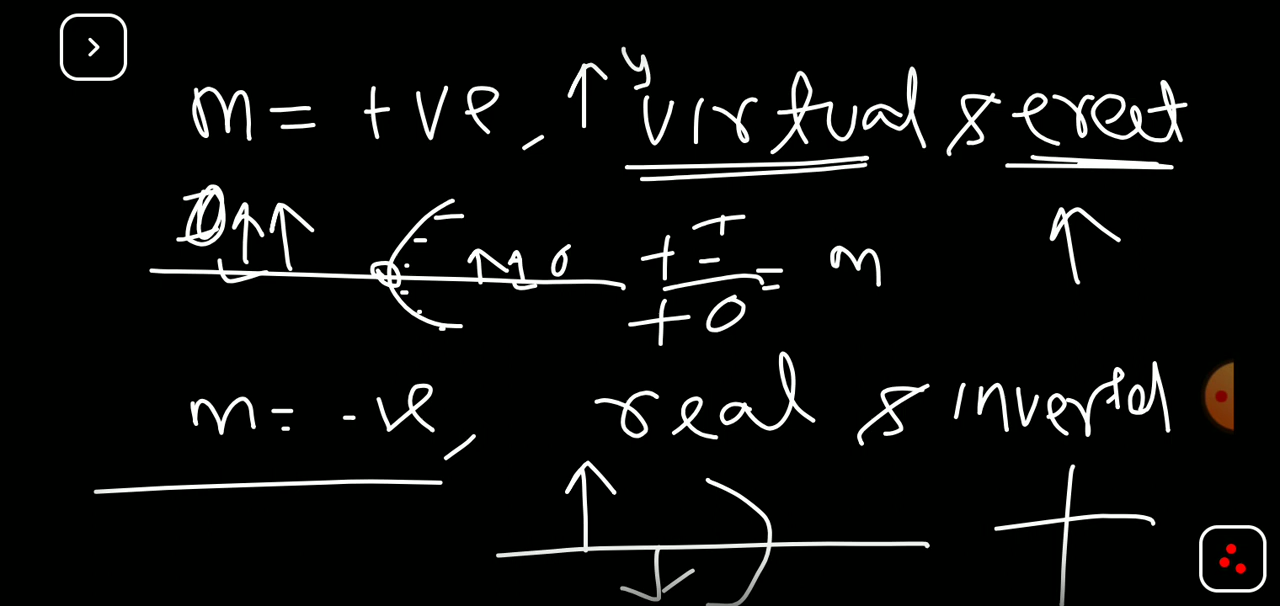 m = +ve, ↑ y virtual & erect
m
m = -ve, real & inverted